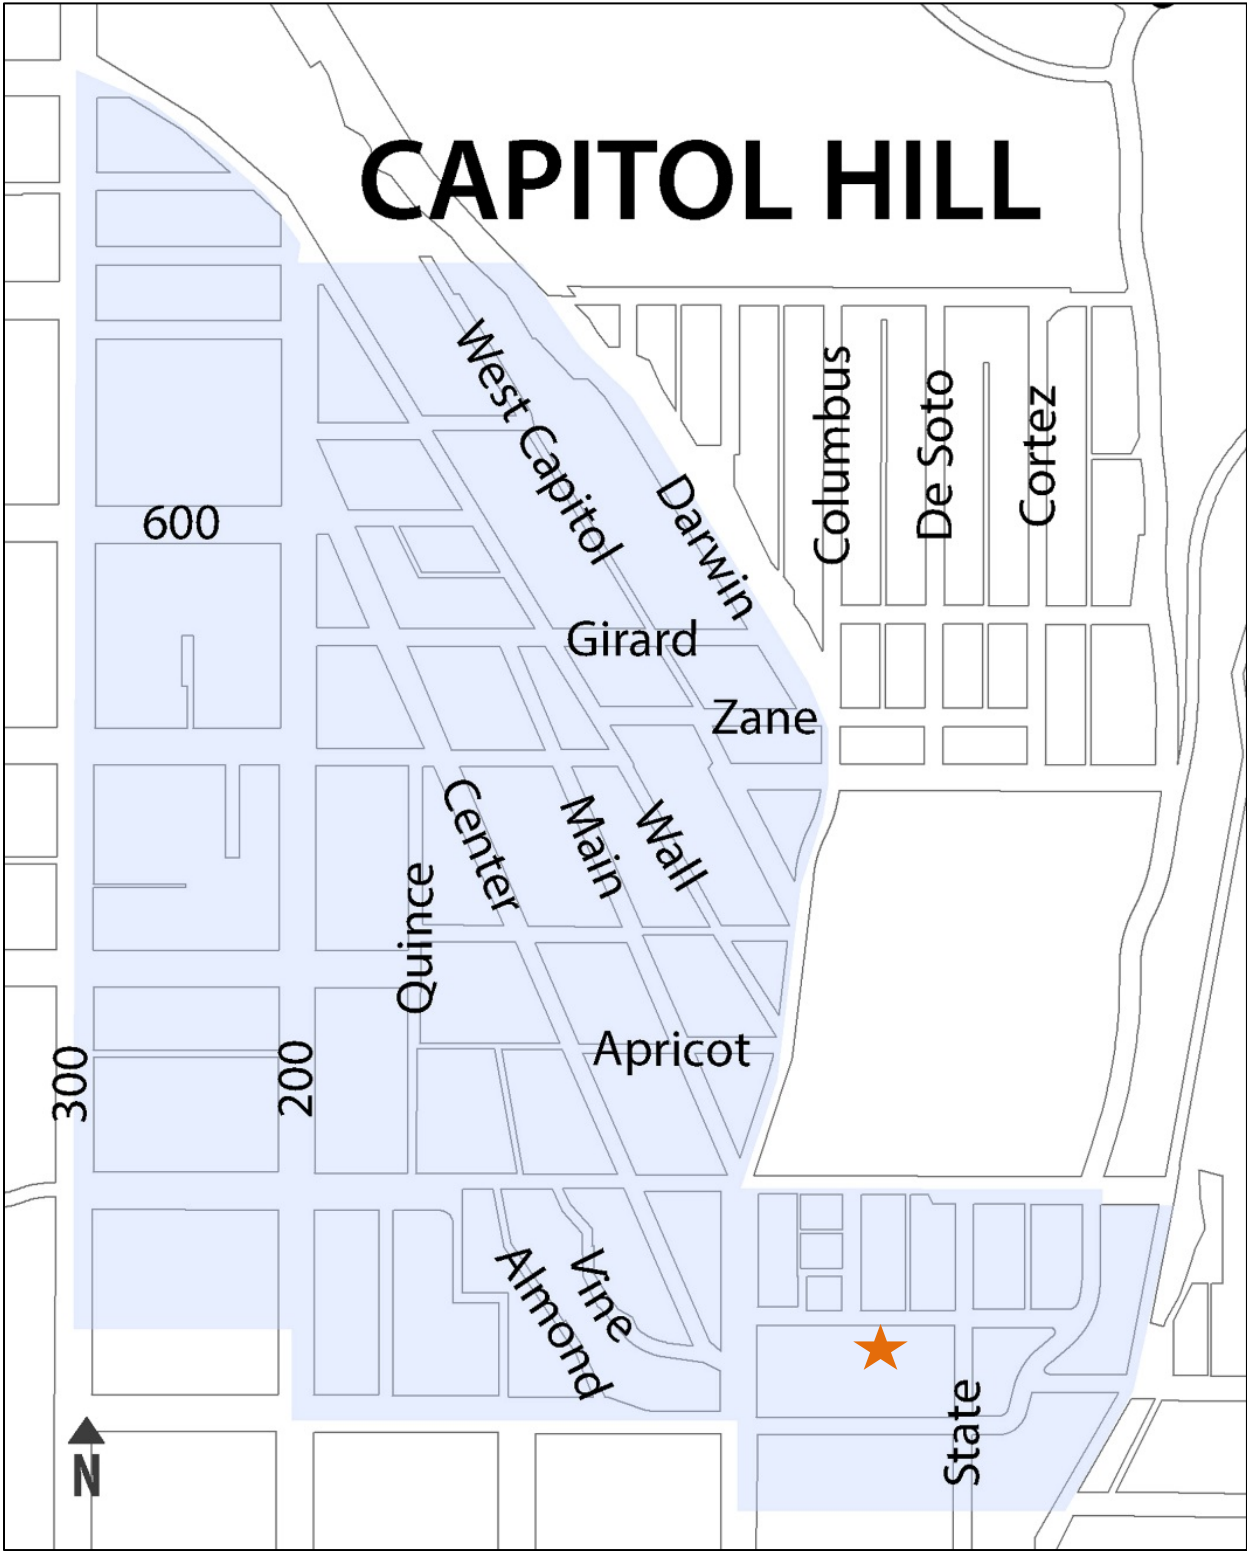 CAPITOL HILL
West Capitol
Columbus
De Soto
Cortez
Darwin
600
Girard
Zane
Center
Main
Wall
Quince
Apricot
300
200
Almond
Vine
State
N